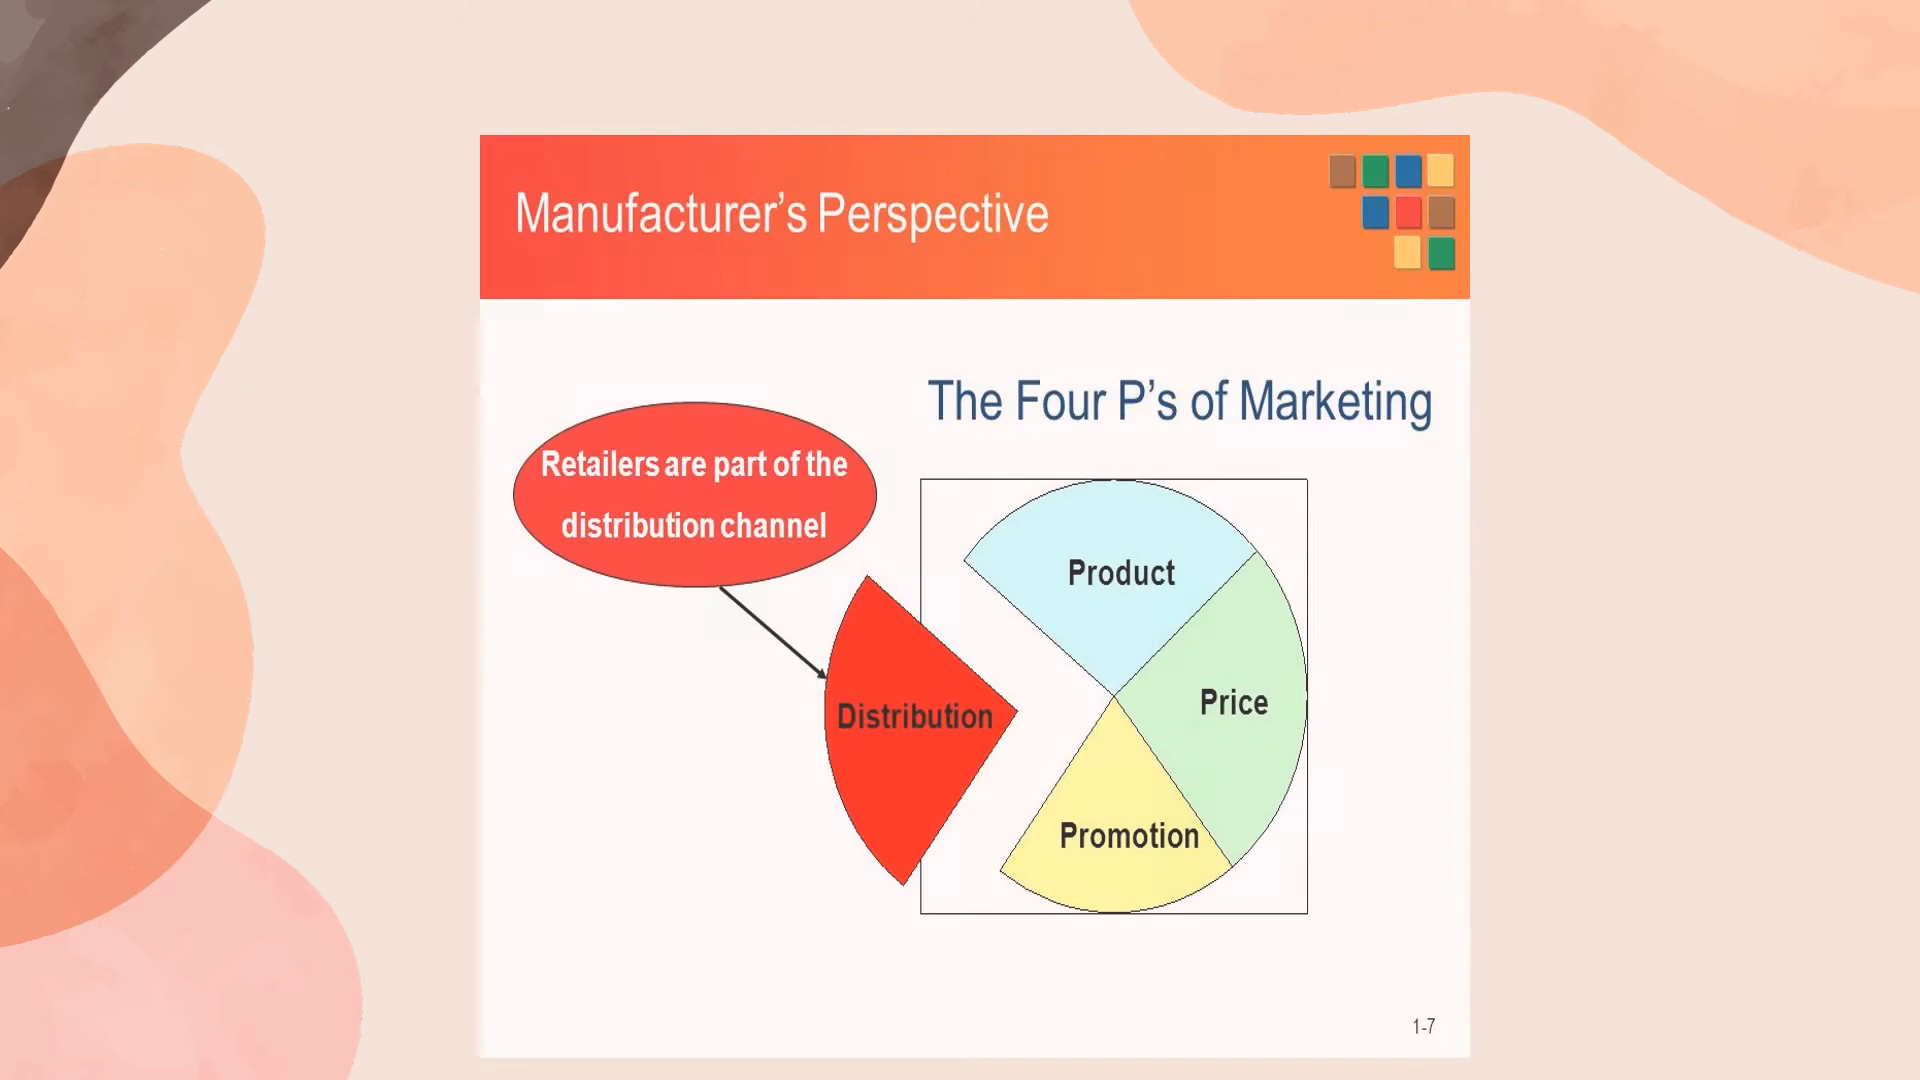 Manufacturer’s Perspective
The Four P’s of Marketing
Retailers are part of the
distribution channel
Product
Price
Distribution
Promotion
1-7